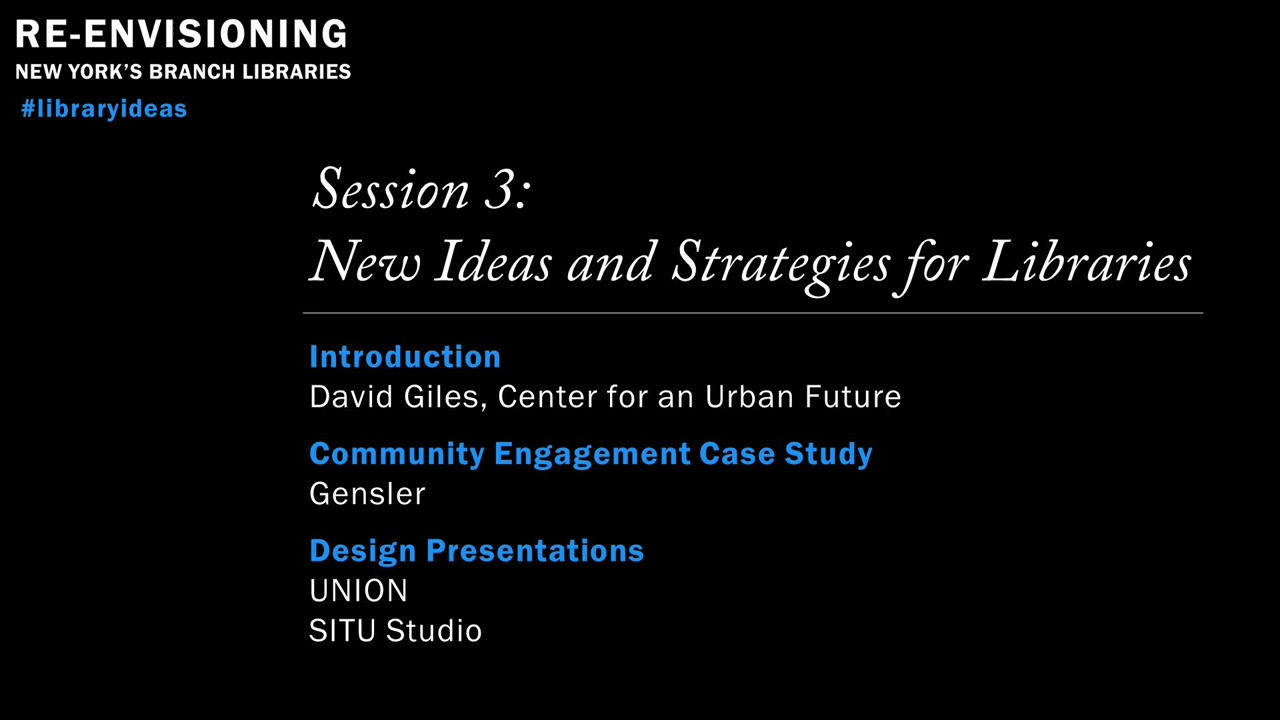 RE-ENVISIONING
NEW YORK'S BRANCH LIBRARIES
#libraryideas
Session 3:
New Ideas and Strategies for Libraries
Introduction
David Giles, Center for an Urban Future
Community Engagement Case Study
Gensler
Design Presentations
UNION
SITU Studio